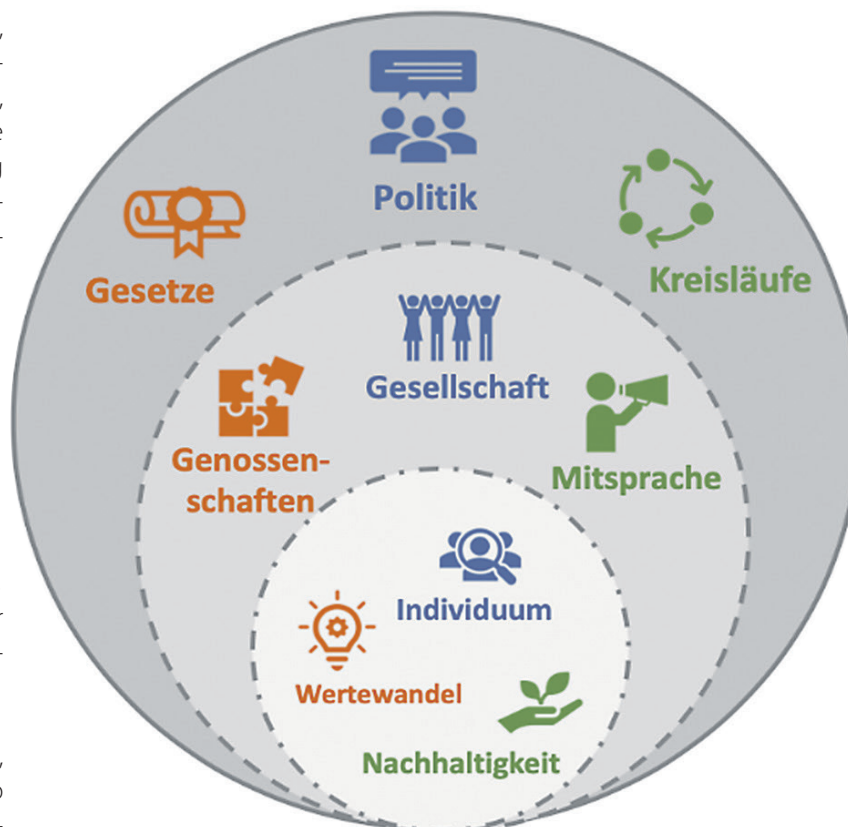 Politik
Gesetze
Kreisläufe
Gesellschaft
Genossen-
schaften
Mitsprache
Individuum
Wertewandel
Nachhaltigkeit